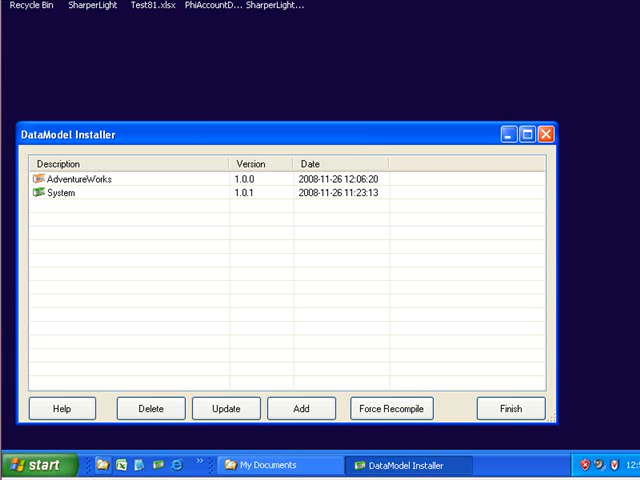 Recycle Bin SharperLight Test81.xlsx PhiAccountD... SharperLight...
DataModel Installer
Description Version Date
AdventureWorks 1.0.0 2008-11-26 12:06:20
System 1.0.1 2008-11-26 11:23:13
Help Delete Update Add Force Recompile Finish
start » My Documents DataModel Installer